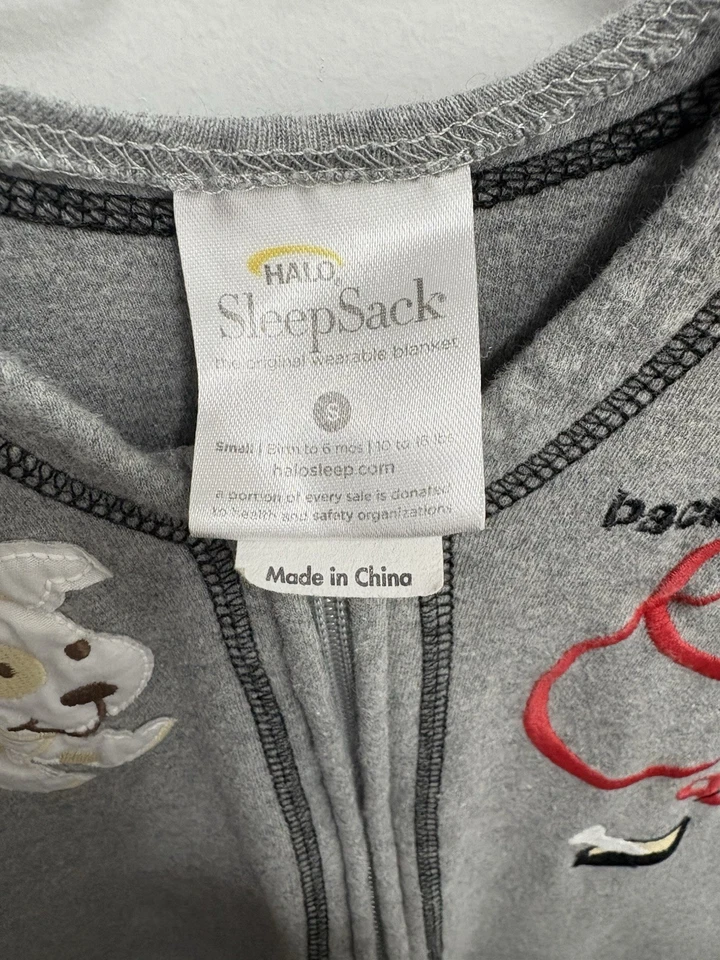 HALO
SleepSack
the original wearable blanket
S
Small | Birth to 6 mos | 10 to 18 lbs
halosleep.com
a portion of every sale is donated
to health and safety organizations
Made in China
back